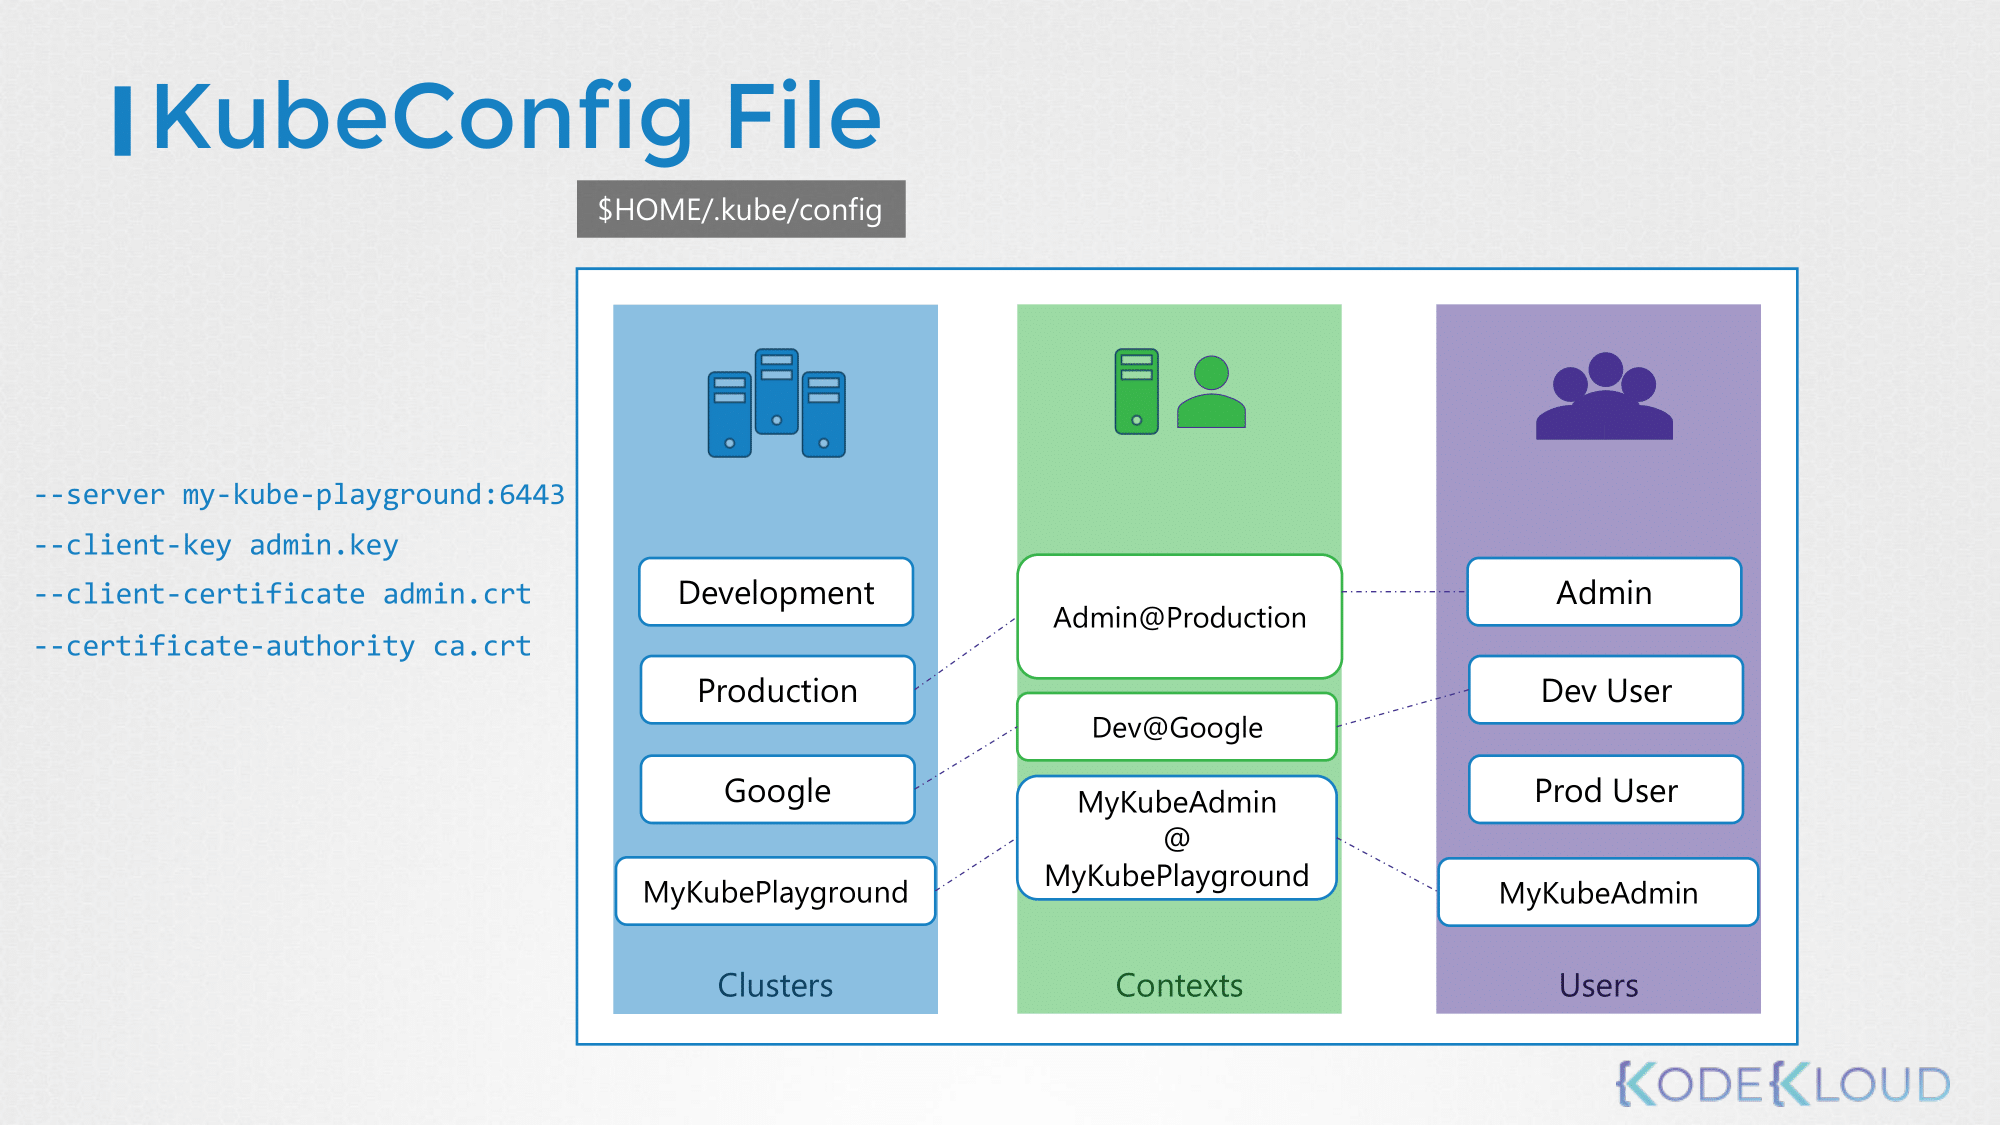 KubeConfig File
$HOME/.kube/config
--server my-kube-playground:6443
--client-key admin.key
--client-certificate admin.crt
--certificate-authority ca.crt
Development
Production
Google
MyKubePlayground
Clusters
Admin@Production
Dev@Google
MyKubeAdmin
@
MyKubePlayground
Contexts
Admin
Dev User
Prod User
MyKubeAdmin
Users
KODEKLOUD